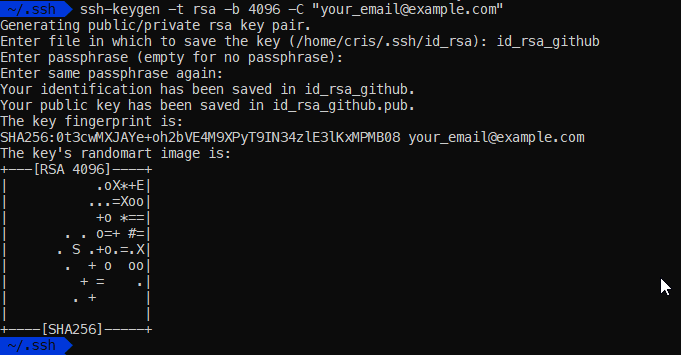 ~/.ssh ssh-keygen -t rsa -b 4096 -C "your_email@example.com"
Generating public/private rsa key pair.
Enter file in which to save the key (/home/cris/.ssh/id_rsa): id_rsa_github
Enter passphrase (empty for no passphrase):
Enter same passphrase again:
Your identification has been saved in id_rsa_github.
Your public key has been saved in id_rsa_github.pub.
The key fingerprint is:
SHA256:0t3cwMXJAYe+oh2bVE4M9XPyT9IN34zlE3lKxMPMB08 your_email@example.com
The key's randomart image is:
+---[RSA 4096]----+
|           .oX*+E|
|          ...=Xoo|
|           +o *==|
|       . . o=+ #=|
|      . S .+o.=.X|
|       .  + o  oo|
|         + =    .|
|        . +      |
|                 |
+----[SHA256]-----+
~/.ssh